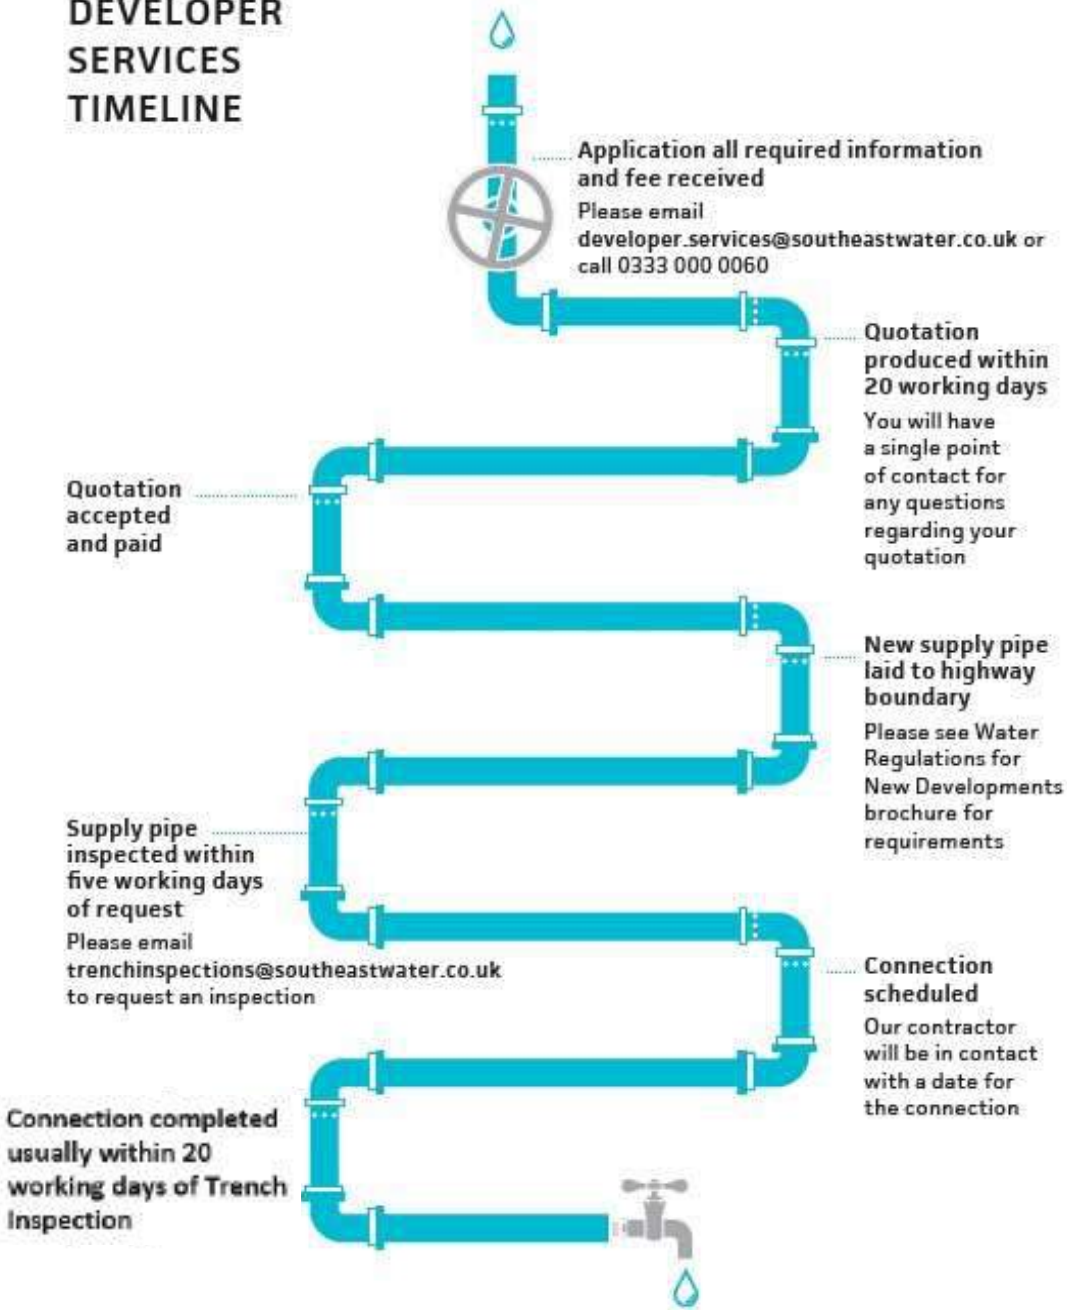 DEVELOPER
SERVICES
TIMELINE
Application all required information
and fee received
Please email
developer.services@southeastwater.co.uk or
call 0333 000 0060
Quotation
produced within
20 working days
You will have
a single point
of contact for
any questions
regarding your
quotation
Quotation
accepted
and paid
New supply pipe
laid to highway
boundary
Please see Water
Regulations for
New Developments
brochure for
requirements
Supply pipe
inspected within
five working days
of request
Please email
trenchinspections@southeastwater.co.uk
to request an inspection
Connection
scheduled
Our contractor
will be in contact
with a date for
the connection
Connection completed
usually within 20
working days of Trench
Inspection